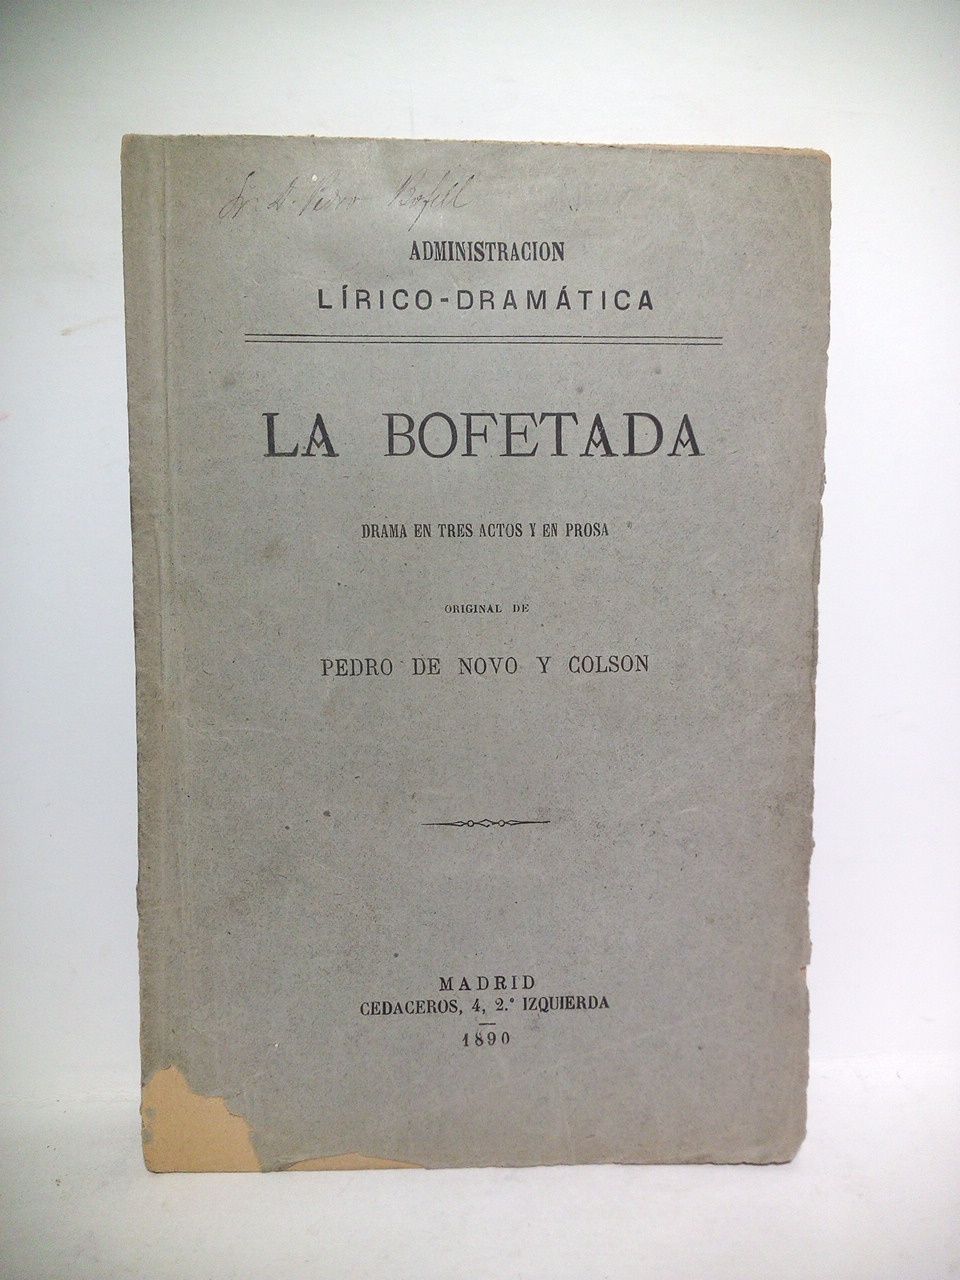 Sr. D. Pedro Bofill
ADMINISTRACION
LÍRICO-DRAMÁTICA
LA BOFETADA
DRAMA EN TRES ACTOS Y EN PROSA
ORIGINAL DE
PEDRO DE NOVO Y COLSON
MADRID
CEDACEROS, 4, 2.° IZQUIERDA
1890